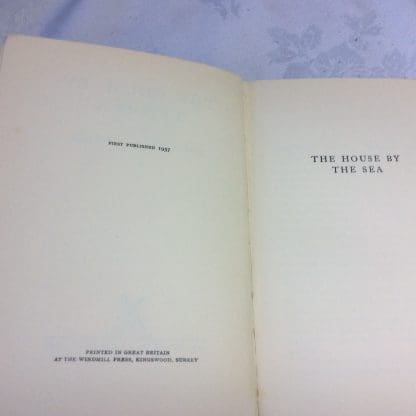 FIRST PUBLISHED 1937
PRINTED IN GREAT BRITAIN
AT THE WINDMILL PRESS, KINGSWOOD, SURREY
THE HOUSE BY
THE SEA